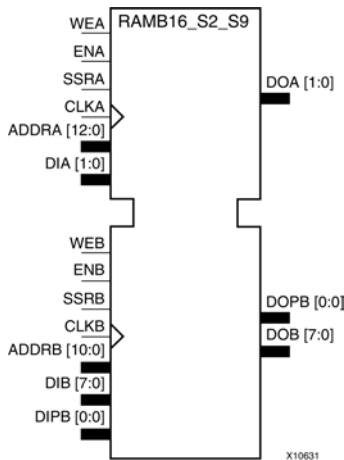 RAMB16_S2_S9
WEA
ENA
SSRA
CLKA
ADDRA [12:0]
DIA [1:0]
DOA [1:0]
WEB
ENB
SSRB
CLKB
ADDRB [10:0]
DIB [7:0]
DIPB [0:0]
DOPB [0:0]
DOB [7:0]
X10631